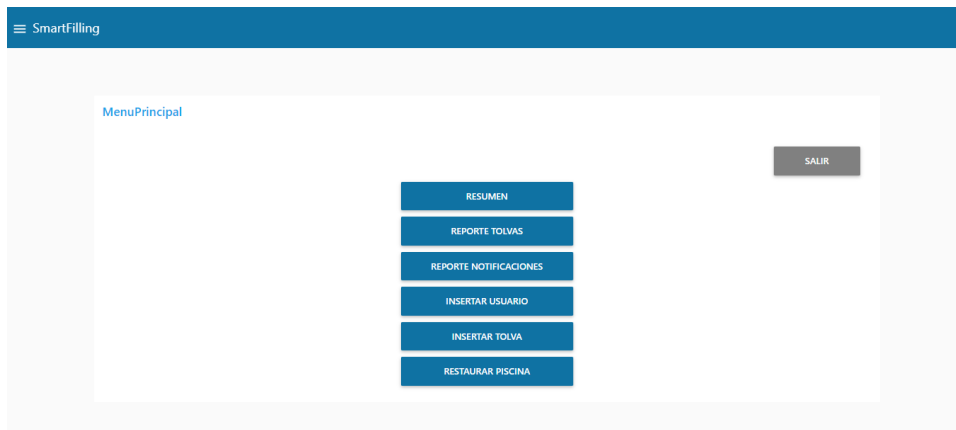 SmartFilling
MenuPrincipal
SALIR
RESUMEN
REPORTE TOLVAS
REPORTE NOTIFICACIONES
INSERTAR USUARIO
INSERTAR TOLVA
RESTAURAR PISCINA